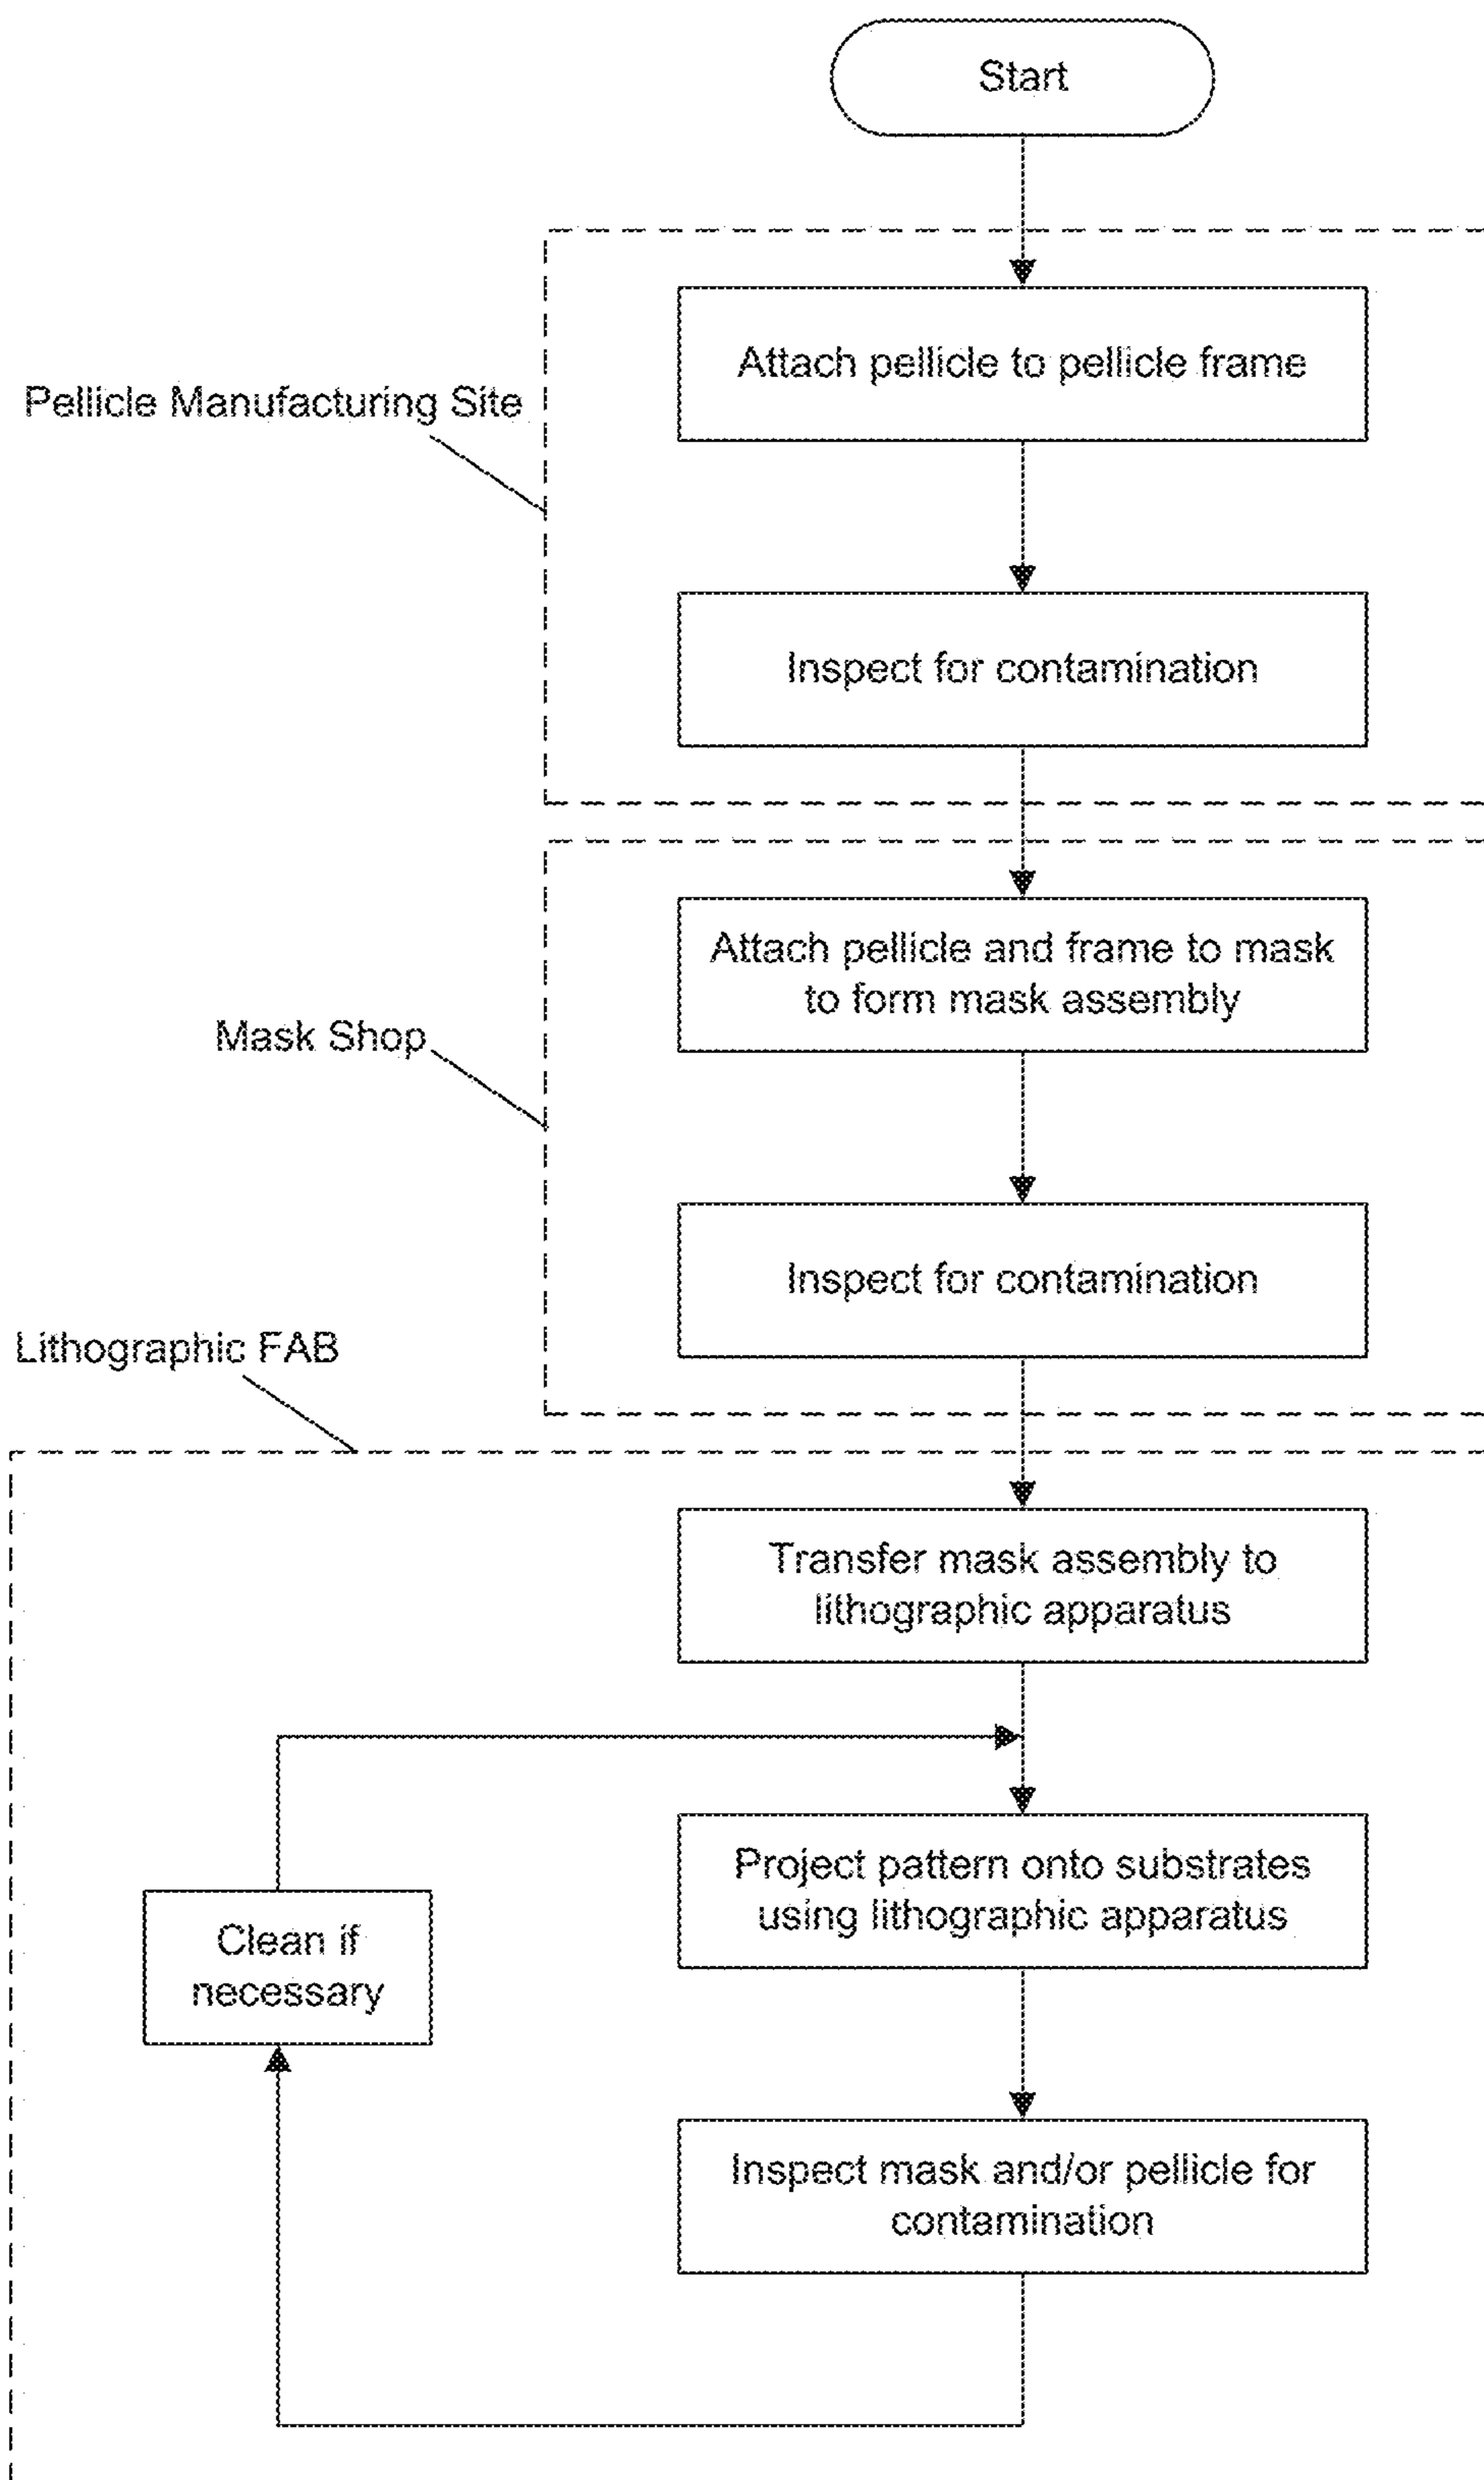 Start
Attach pellicle to pellicle frame
Pellicle Manufacturing Site
Inspect for contamination
Attach pellicle and frame to mask
to form mask assembly
Mask Shop
Inspect for contamination
Lithographic FAB
Transfer mask assembly to
lithographic apparatus
Project pattern onto substrates
using lithographic apparatus
Clean if
necessary
Inspect mask and/or pellicle for
contamination